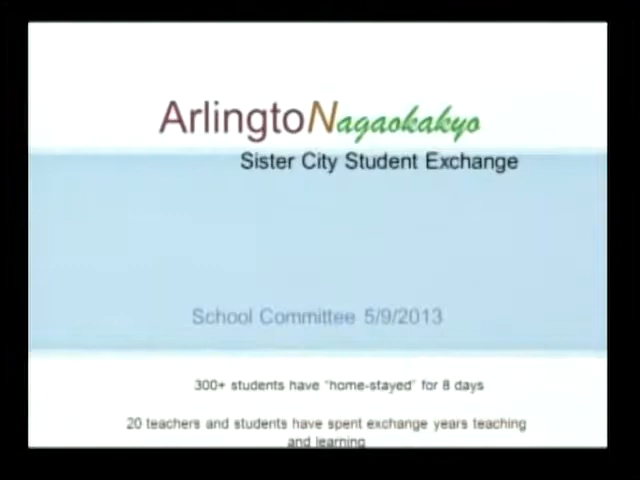 ArlingtoNagaokakyo
Sister City Student Exchange
School Committee 5/9/2013
300+ students have "home-stayed" for 8 days
20 teachers and students have spent exchange years teaching
and learning